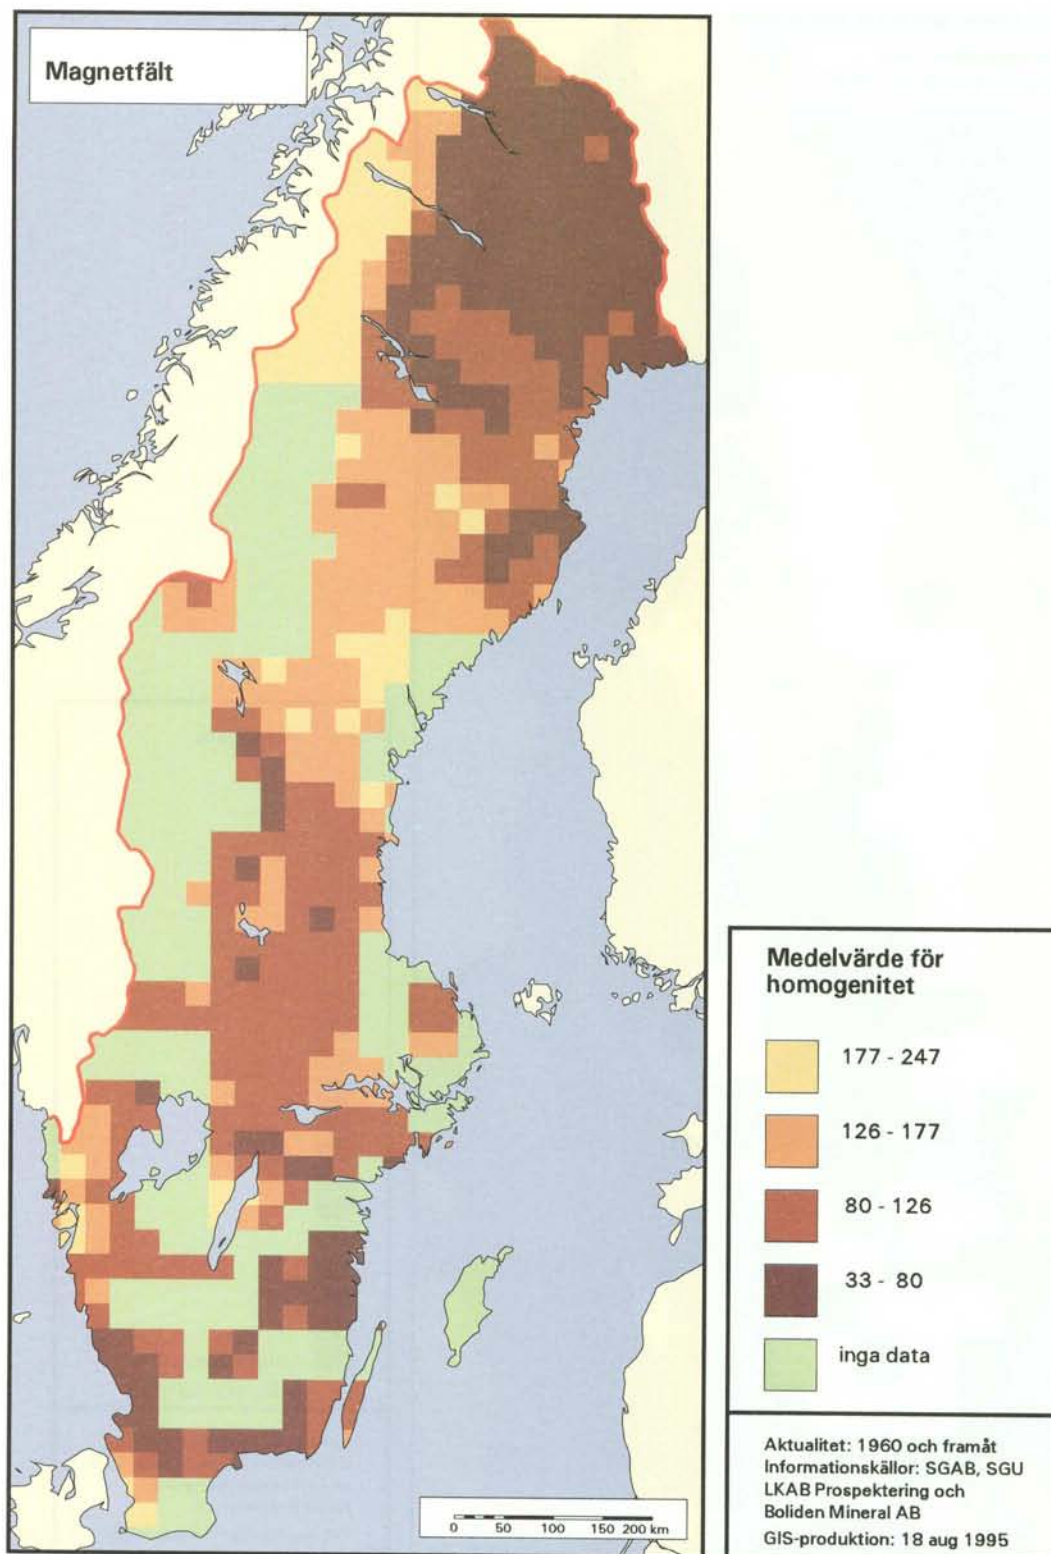 Magnetfält
Medelvärde för
homogenitet
177 - 247
126 - 177
80 - 126
33 - 80
inga data
Aktualitet: 1960 och framåt
Informationskällor: SGAB, SGU
LKAB Prospektering och
Boliden Mineral AB
GIS-produktion: 18 aug 1995
0 50 100 150 200 km